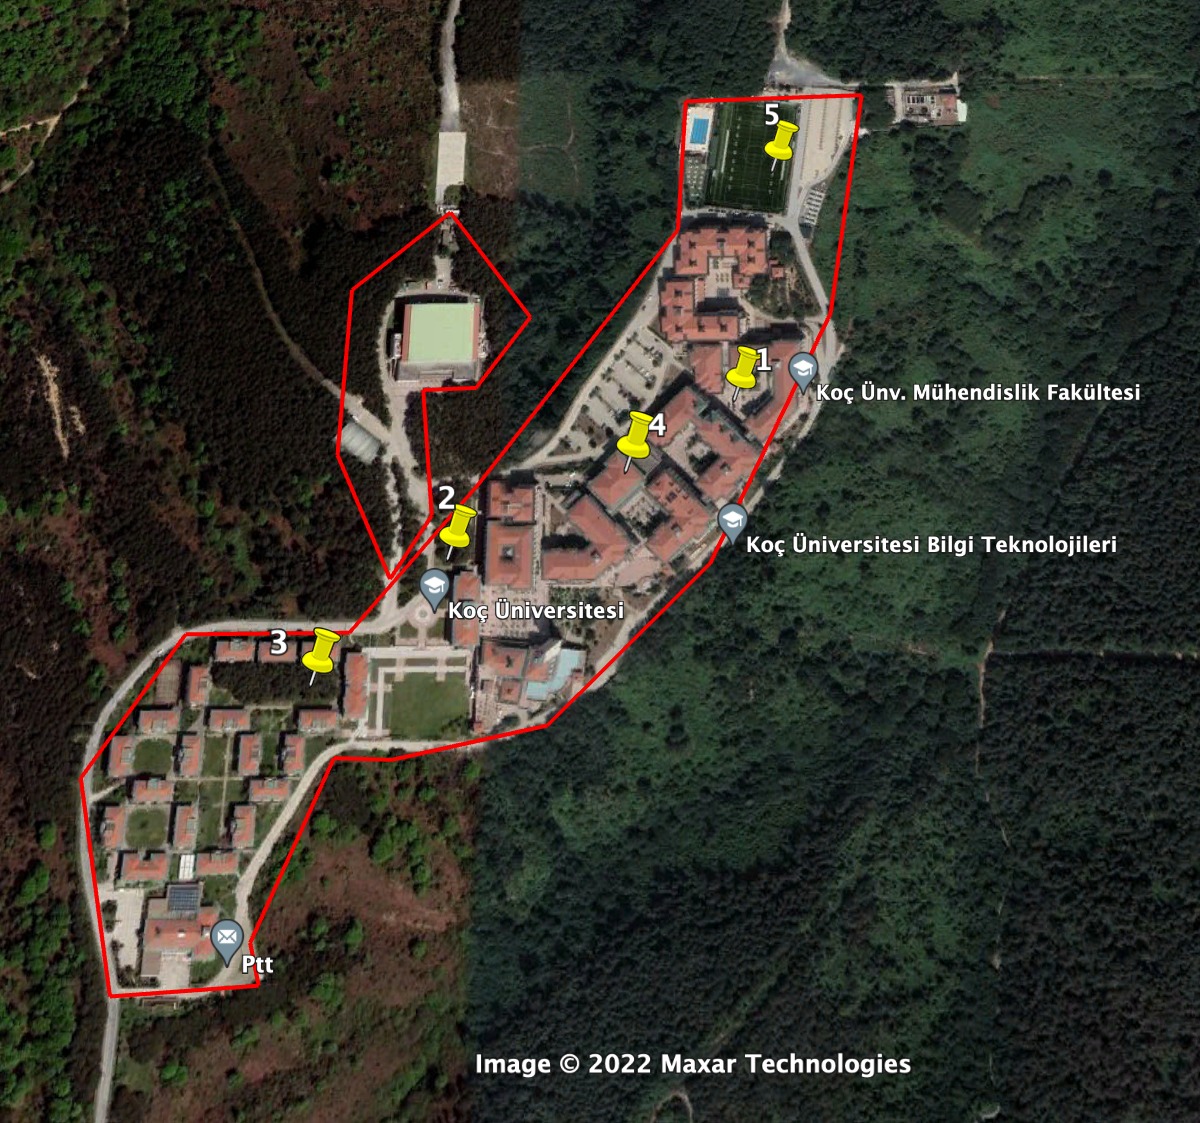 5
1
Koç Ünv. Mühendislik Fakültesi
4
2
Koç Üniversitesi Bilgi Teknolojileri
Koç Üniversitesi
3
Ptt
Image © 2022 Maxar Technologies